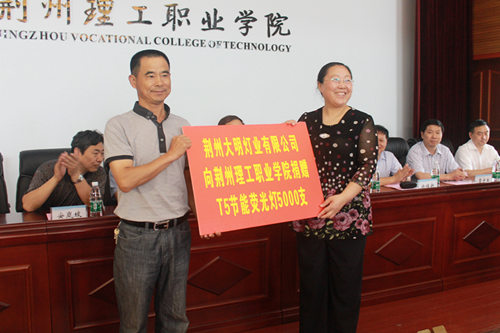 荆州理工职业学院
JINGZHOU VOCATIONAL COLLEGE OF TECHNOLOGY
荆州大明灯业有限公司
向荆州理工职业学院捐赠
T5节能荧光灯5000支